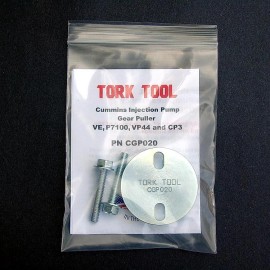 TORK TOOL
Cummins Injection Pump
Gear Puller
VE, P7100, VP44 and CP3
PN CGP020
TORK TOOL
CGP020